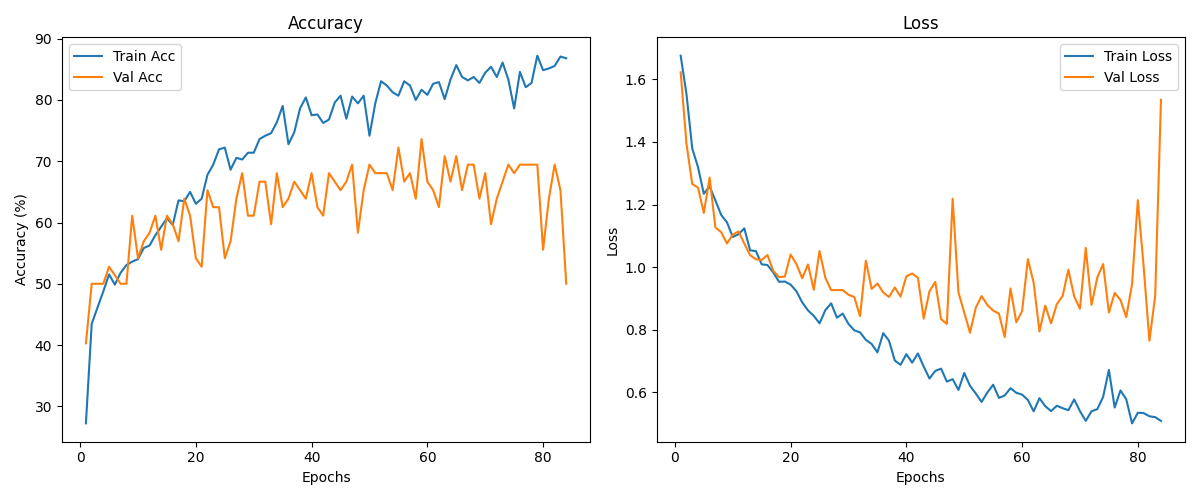 Accuracy
Train Acc
Val Acc
Accuracy (%)
90
80
70
60
50
40
30
0 20 40 60 80
Epochs
Loss
Train Loss
Val Loss
Loss
1.6
1.4
1.2
1.0
0.8
0.6
0 20 40 60 80
Epochs